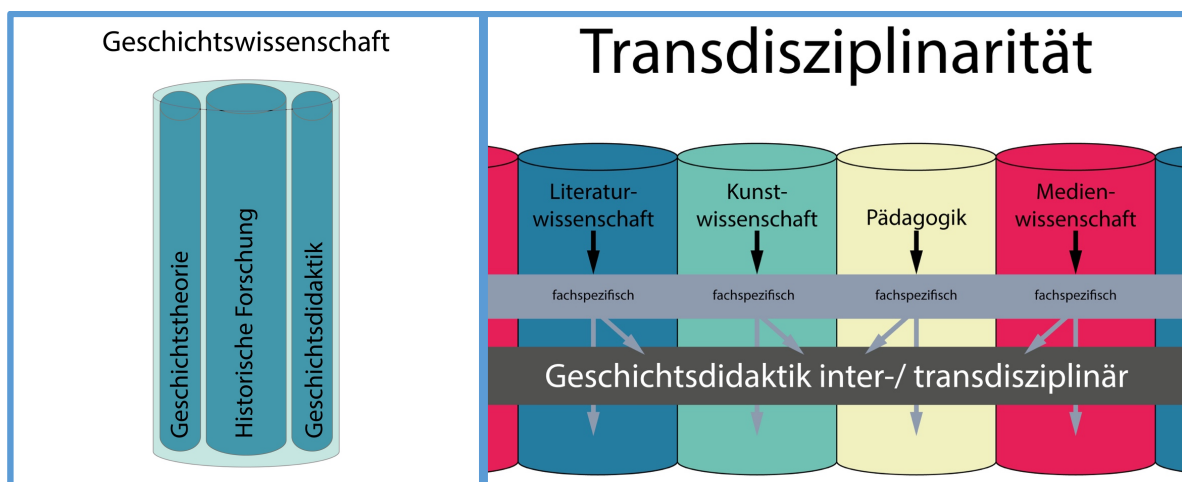 Geschichtswissenschaft
Geschichtstheorie
Historische Forschung
Geschichtsdidaktik
Transdisziplinarität
Literatur-
wissenschaft
Kunst-
wissenschaft
Pädagogik
Medien-
wissenschaft
fachspezifisch
fachspezifisch
fachspezifisch
fachspezifisch
Geschichtsdidaktik inter-/ transdisziplinär